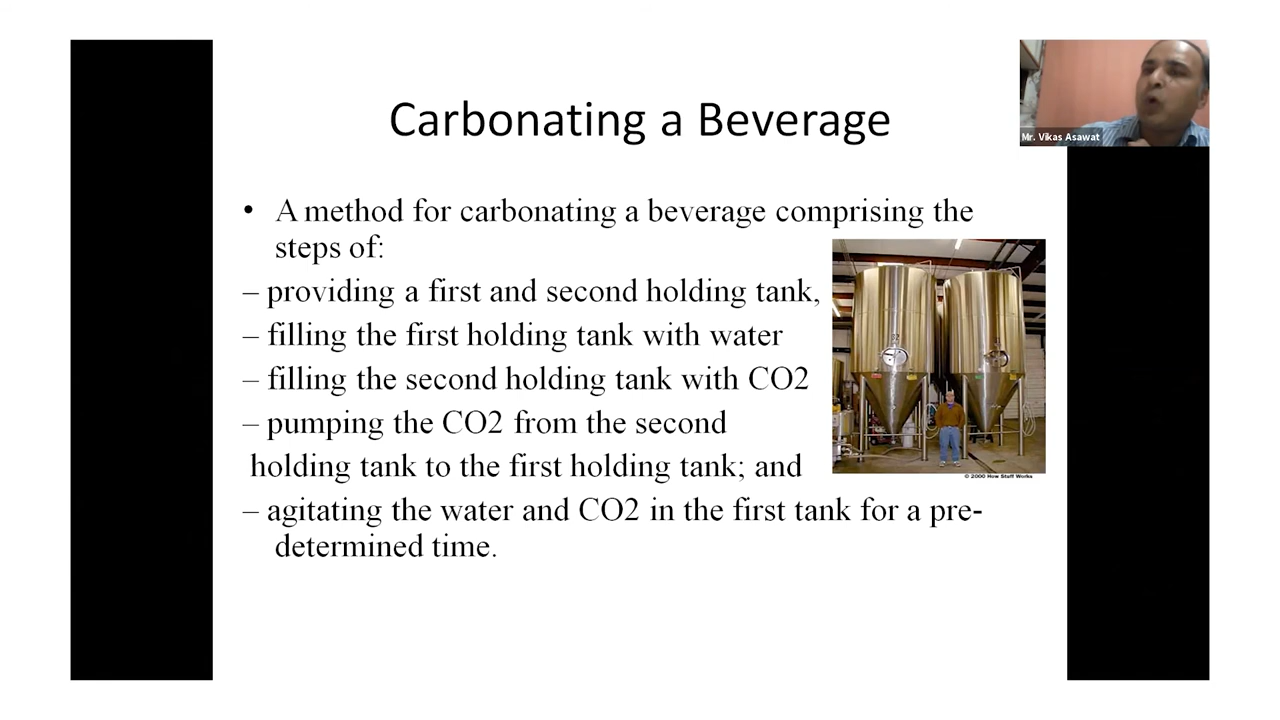 Carbonating a Beverage
Mr. Vikas Asawat
• A method for carbonating a beverage comprising the
steps of:
– providing a first and second holding tank,
– filling the first holding tank with water
– filling the second holding tank with CO2
– pumping the CO2 from the second
holding tank to the first holding tank; and
© 2000 How Stuff Works
– agitating the water and CO2 in the first tank for a pre-
determined time.